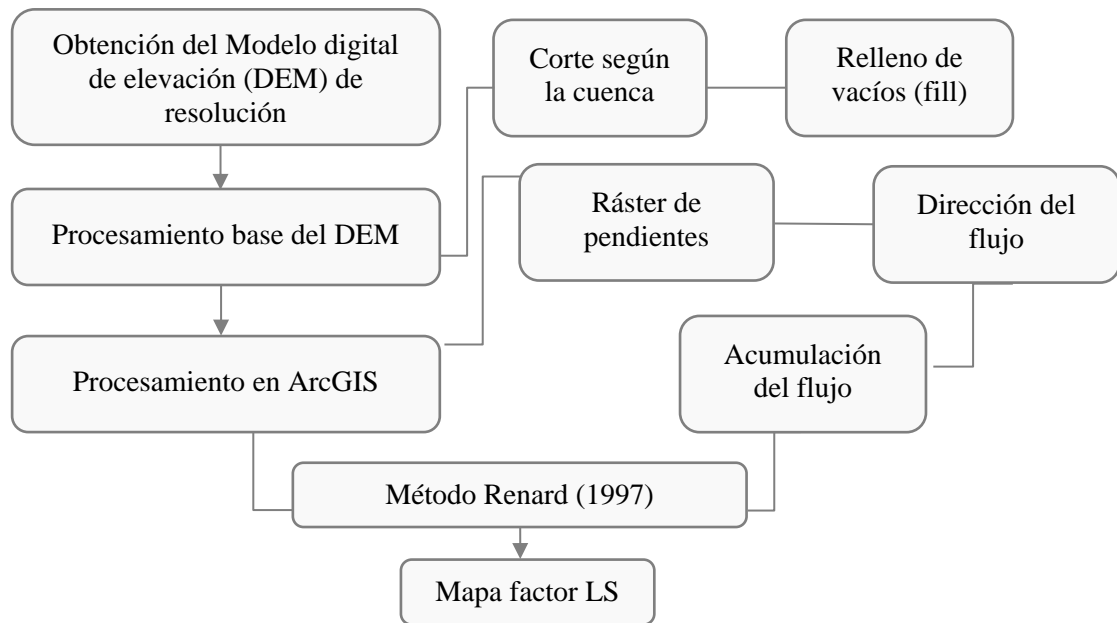 Obtención del Modelo digital
de elevación (DEM) de
resolución
Corte según
la cuenca
Relleno de
vacíos (fill)
Procesamiento base del DEM
Ráster de
pendientes
Dirección del
flujo
Procesamiento en ArcGIS
Acumulación
del flujo
Método Renard (1997)
Mapa factor LS